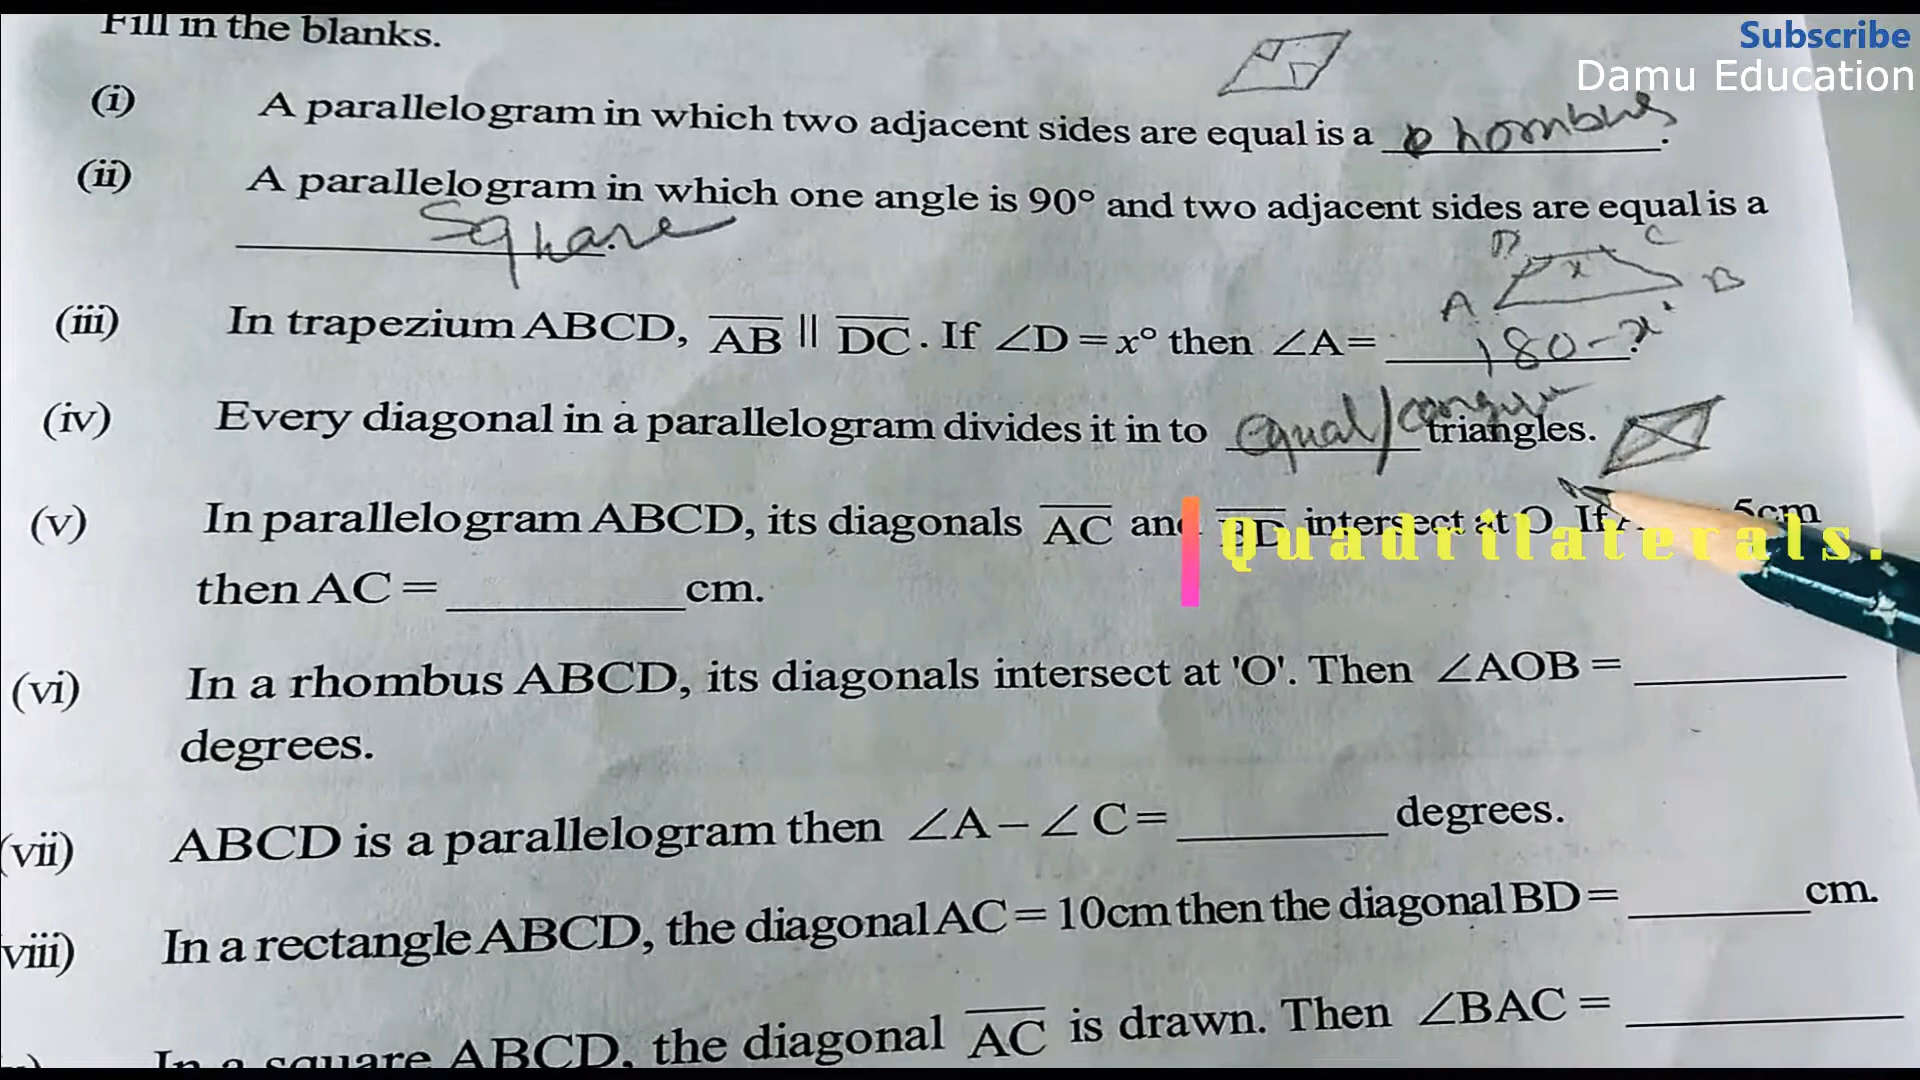 Fill in the blanks.
Subscribe
Damu Education
(i) A parallelogram in which two adjacent sides are equal is a rhombus.
(ii) A parallelogram in which one angle is 90° and two adjacent sides are equal is a
Square
D C
A x B
(iii) In trapezium ABCD, AB || DC. If ∠D = x° then ∠A= 180-x°
(iv) Every diagonal in a parallelogram divides it in to equal/ triangles.
(v) In parallelogram ABCD, its diagonals AC and BD intersect at O. If 5cm
Quadrilaterals.
then AC = __________ cm.
(vi) In a rhombus ABCD, its diagonals intersect at 'O'. Then ∠AOB = __________
degrees.
(vii) ABCD is a parallelogram then ∠A – ∠C= __________ degrees.
viii) In a rectangle ABCD, the diagonal AC= 10cm then the diagonal BD= __________ cm.
In a square ABCD, the diagonal AC is drawn. Then ∠BAC = __________